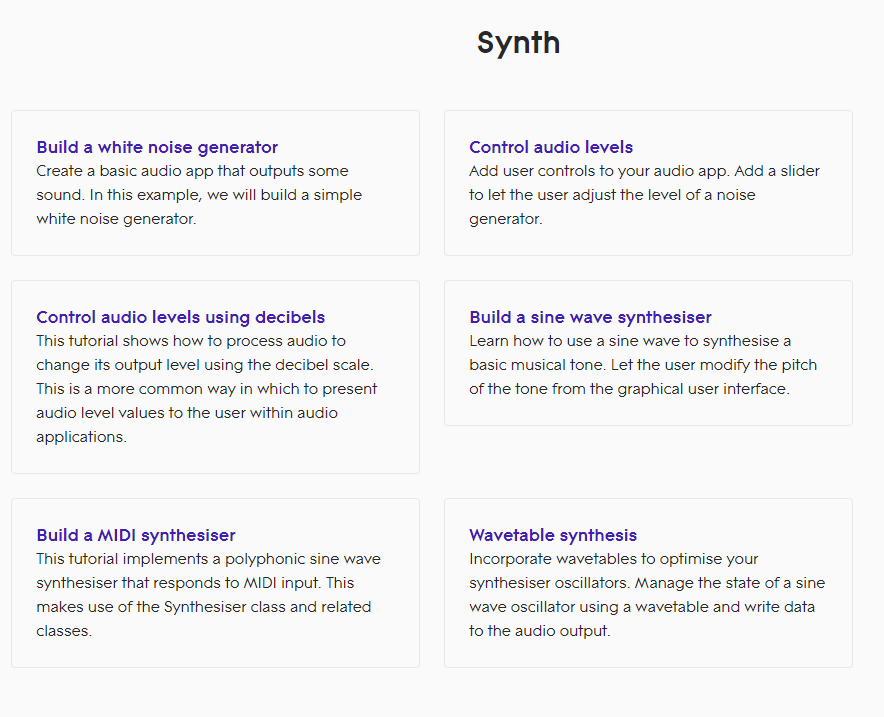 Synth
Build a white noise generator
Create a basic audio app that outputs some
sound. In this example, we will build a simple
white noise generator.
Control audio levels
Add user controls to your audio app. Add a slider
to let the user adjust the level of a noise
generator.
Control audio levels using decibels
This tutorial shows how to process audio to
change its output level using the decibel scale.
This is a more common way in which to present
audio level values to the user within audio
applications.
Build a sine wave synthesiser
Learn how to use a sine wave to synthesise a
basic musical tone. Let the user modify the pitch
of the tone from the graphical user interface.
Build a MIDI synthesiser
This tutorial implements a polyphonic sine wave
synthesiser that responds to MIDI input. This
makes use of the Synthesiser class and related
classes.
Wavetable synthesis
Incorporate wavetables to optimise your
synthesiser oscillators. Manage the state of a sine
wave oscillator using a wavetable and write data
to the audio output.